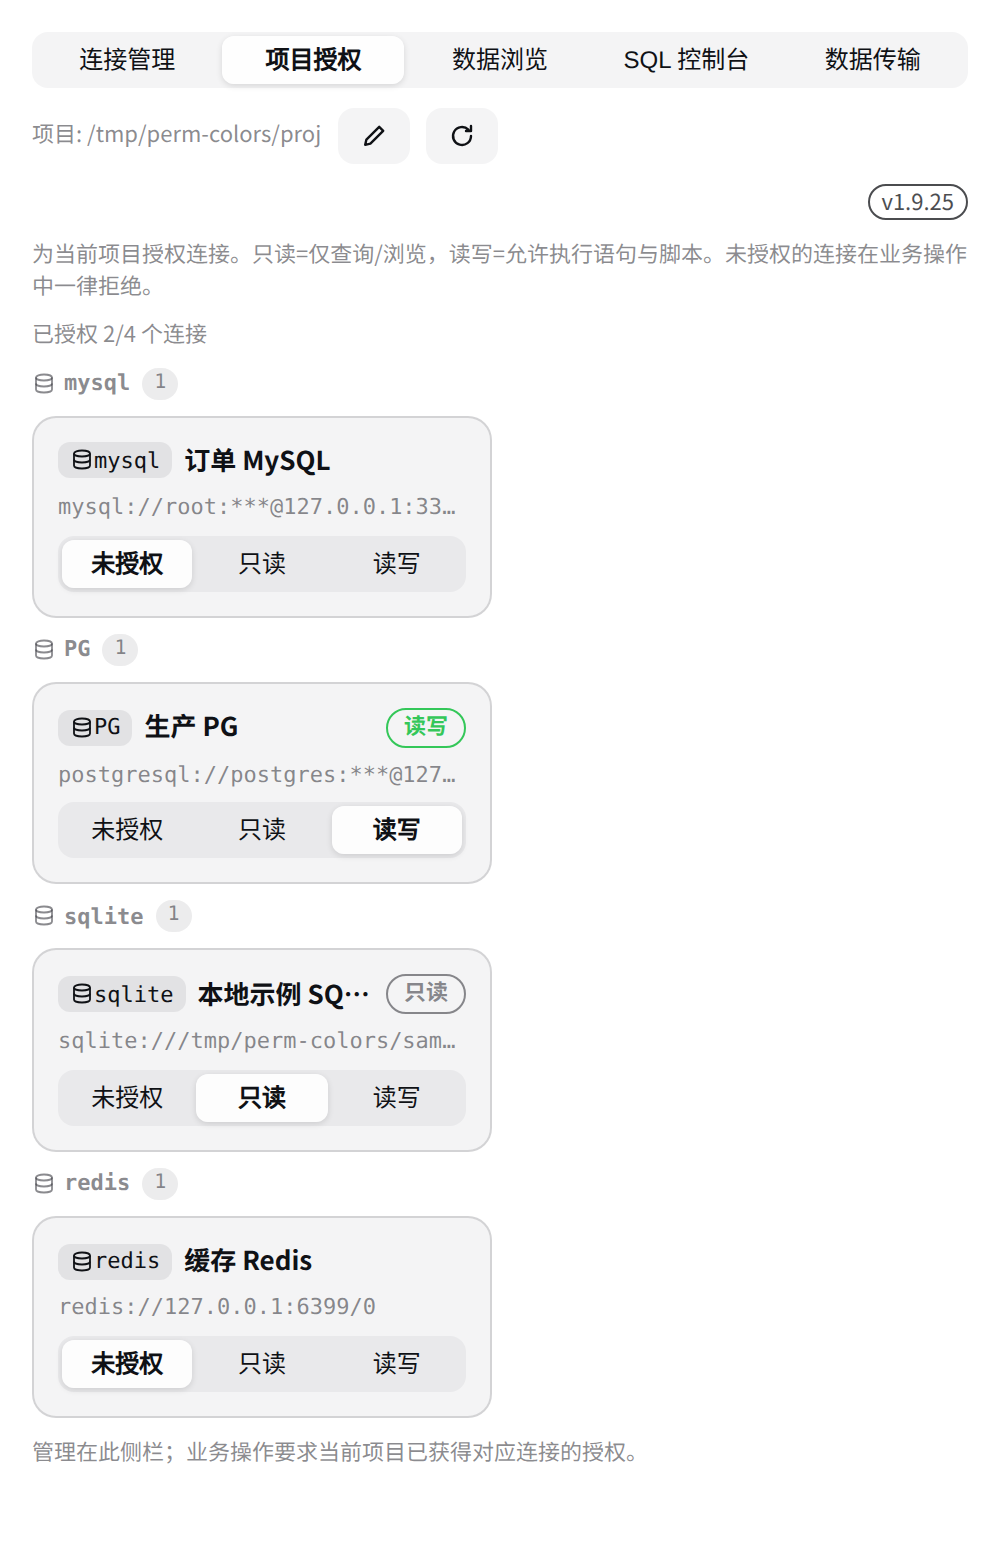 连接管理 项目授权 数据浏览 SQL 控制台 数据传输
项目: /tmp/perm-colors/proj
v1.9.25
为当前项目授权连接。只读=仅查询/浏览，读写=允许执行语句与脚本。未授权的连接在业务操作
中一律拒绝。
已授权 2/4 个连接
mysql 1
mysql 订单 MySQL
mysql://root:***@127.0.0.1:33…
未授权 只读 读写
PG 1
PG 生产 PG 读写
postgresql://postgres:***@127…
未授权 只读 读写
sqlite 1
sqlite 本地示例 SQ… 只读
sqlite:///tmp/perm-colors/sam…
未授权 只读 读写
redis 1
redis 缓存 Redis
redis://127.0.0.1:6399/0
未授权 只读 读写
管理在此侧栏；业务操作要求当前项目已获得对应连接的授权。